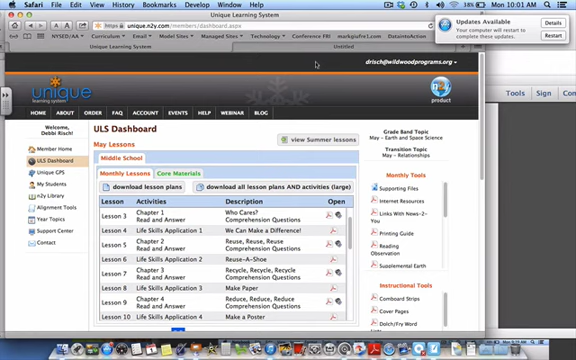 Safari File Edit View History Bookmarks Develop Window Help
Mon 10:01 AM
Unique Learning System
unique.n2y.com/members/dashboard.aspx
NYSED/AA Curriculum Email Model Sites Managed Sites Technology Conference FRI markgsufer1.com DatatoInAction
Unique Learning System Untitled
Updates Available
Your computer will restart to complete these updates.
Details
Restart
drisch@wildwoodprograms.org
unique
learning system
n2y
product
HOME ABOUT ORDER FAQ ACCOUNT EVENTS HELP WEBINAR BLOG
Tools Sign Comm
Welcome,
Debbi Risch!
Member Home
ULS Dashboard
Unique GPS
My Students
n2y Library
Alignment Tools
Year Topics
Support Center
Contact
ULS Dashboard
May Lessons
view Summer lessons
Middle School
Monthly Lessons Core Materials
download lesson plans
download all lesson plans AND activities (large)
Lesson Activities Description Open
Lesson 3 Chapter 1 Read and Answer Who Cares? Comprehension Questions
Lesson 4 Life Skills Application 1 We Can Make a Difference!
Lesson 5 Chapter 2 Read and Answer Reuse, Reuse, Reuse Comprehension Questions
Lesson 6 Life Skills Application 2 Reuse-A-Shoe
Lesson 7 Chapter 3 Read and Answer Recycle, Recycle, Recycle Comprehension Questions
Lesson 8 Life Skills Application 3 Make Paper
Lesson 9 Chapter 4 Read and Answer Reduce, Reduce, Reduce Comprehension Questions
Lesson 10 Life Skills Application 4 Make a Poster
Grade Band Topic
May - Earth and Space Science
Transition Topic
May - Relationships
Monthly Tools
Supporting Files
Internet Resources
Links With News-2-You
Printing Guide
Reading Observation
Supplemental Earth
Instructional Tools
Comboard Strips
Cover Pages
Dolch/Fry Word